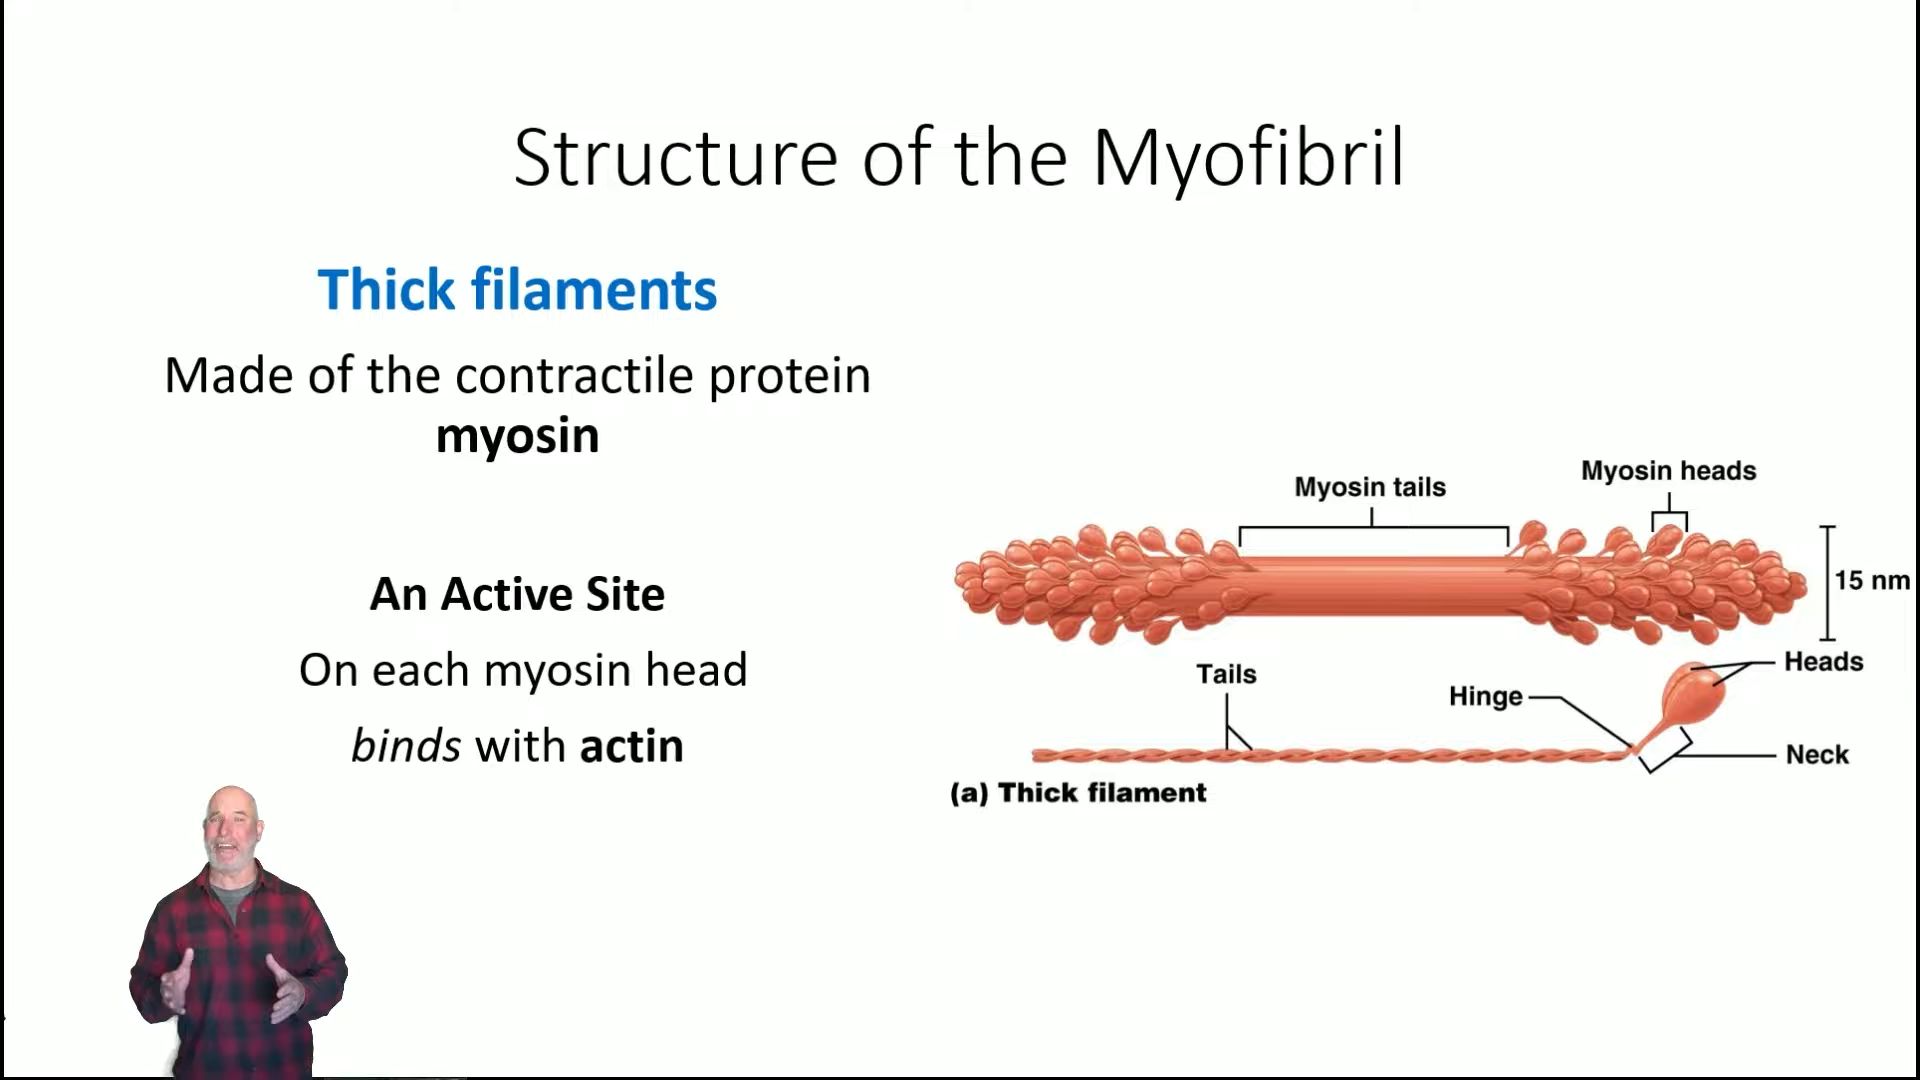 Structure of the Myofibril
Thick filaments
Made of the contractile protein
myosin
An Active Site
On each myosin head
binds with actin
Myosin tails
Myosin heads
15 nm
Tails
Hinge
Heads
Neck
(a) Thick filament